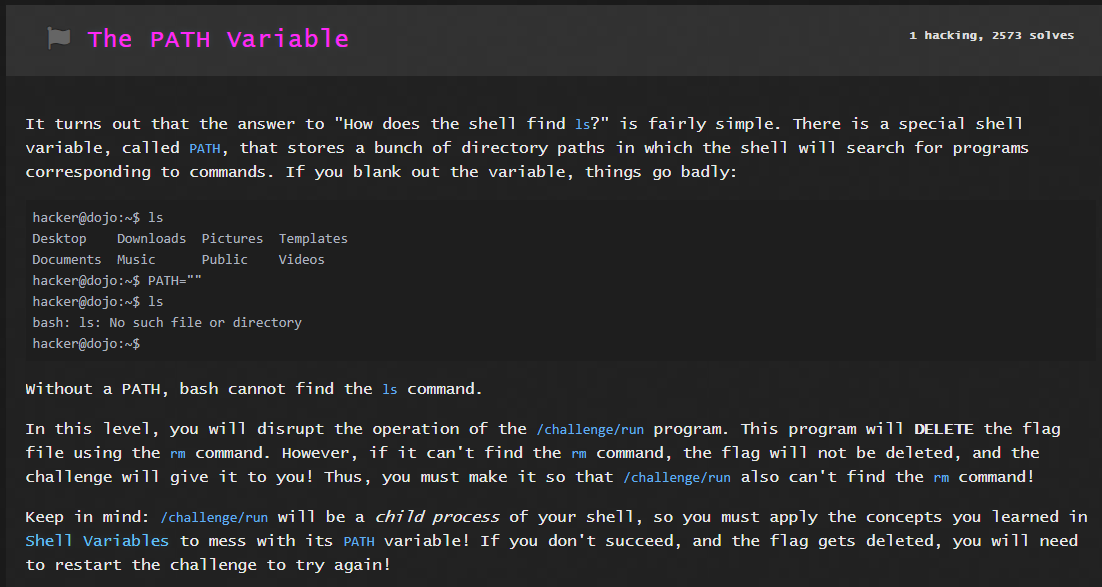 The PATH Variable
1 hacking, 2573 solves
It turns out that the answer to "How does the shell find ls?" is fairly simple. There is a special shell
variable, called PATH, that stores a bunch of directory paths in which the shell will search for programs
corresponding to commands. If you blank out the variable, things go badly:
hacker@dojo:~$ ls
Desktop    Downloads  Pictures  Templates
Documents  Music      Public    Videos
hacker@dojo:~$ PATH=""
hacker@dojo:~$ ls
bash: ls: No such file or directory
hacker@dojo:~$
Without a PATH, bash cannot find the ls command.
In this level, you will disrupt the operation of the /challenge/run program. This program will DELETE the flag
file using the rm command. However, if it can't find the rm command, the flag will not be deleted, and the
challenge will give it to you! Thus, you must make it so that /challenge/run also can't find the rm command!
Keep in mind: /challenge/run will be a child process of your shell, so you must apply the concepts you learned in
Shell Variables to mess with its PATH variable! If you don't succeed, and the flag gets deleted, you will need
to restart the challenge to try again!